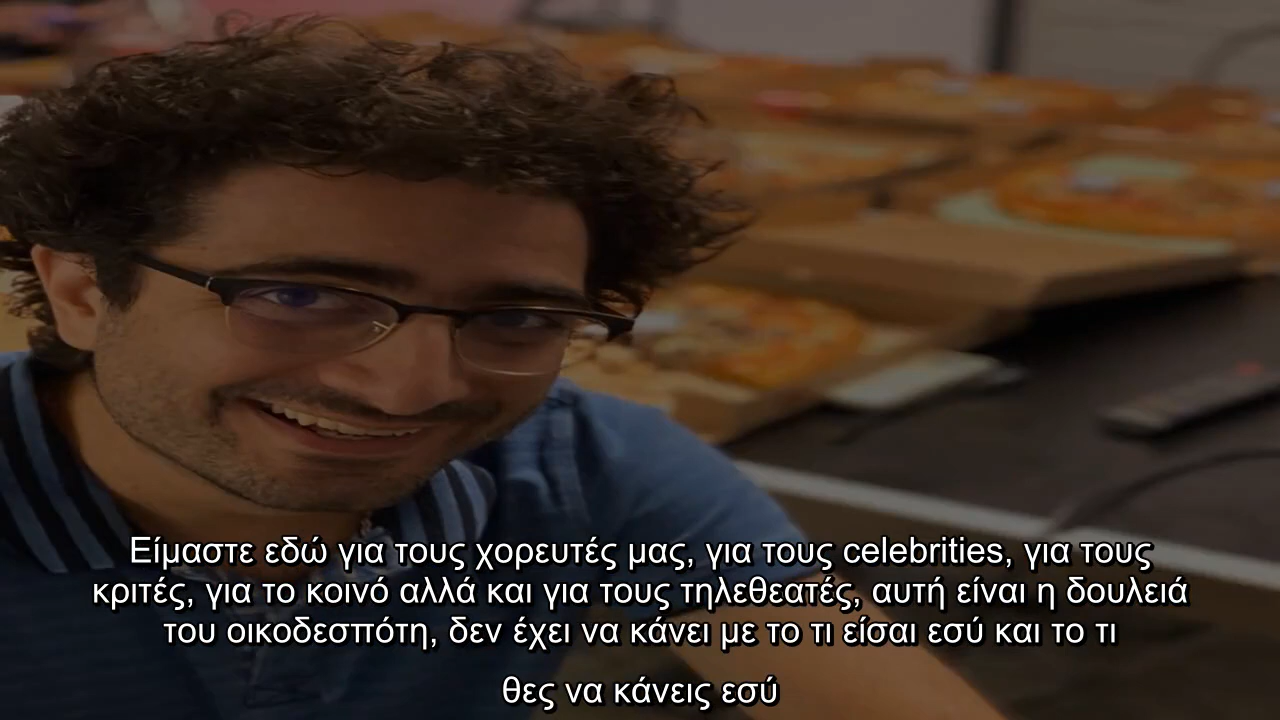 Είμαστε εδώ για τους χορευτές μας, για τους celebrities, για τους
κριτές, για το κοινό αλλά και για τους τηλεθεατές, αυτή είναι η δουλειά
του οικοδεσπότη, δεν έχει να κάνει με το τι είσαι εσύ και το τι
θες να κάνεις εσύ